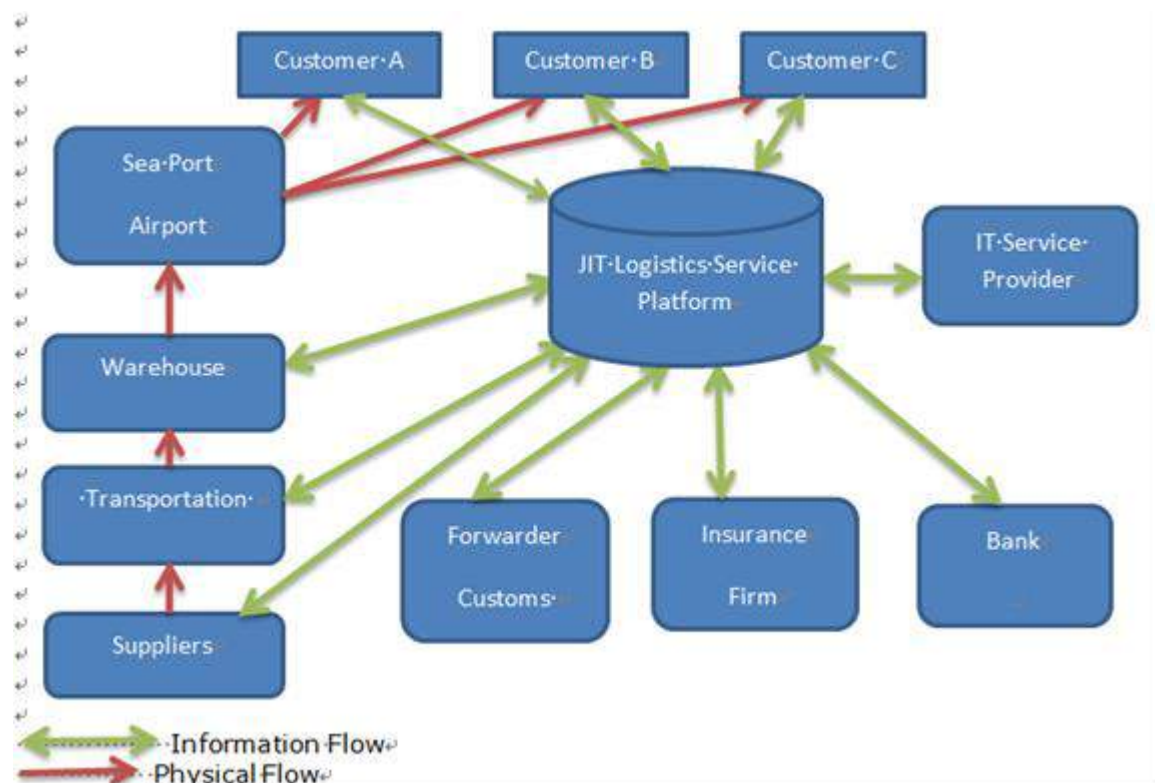 Customer A
Customer B
Customer C
Sea Port
Airport
JIT Logistics Service
Platform
IT Service
Provider
Warehouse
Transportation
Suppliers
Forwarder
Customs
Insurance
Firm
Bank
Information Flow
Physical Flow